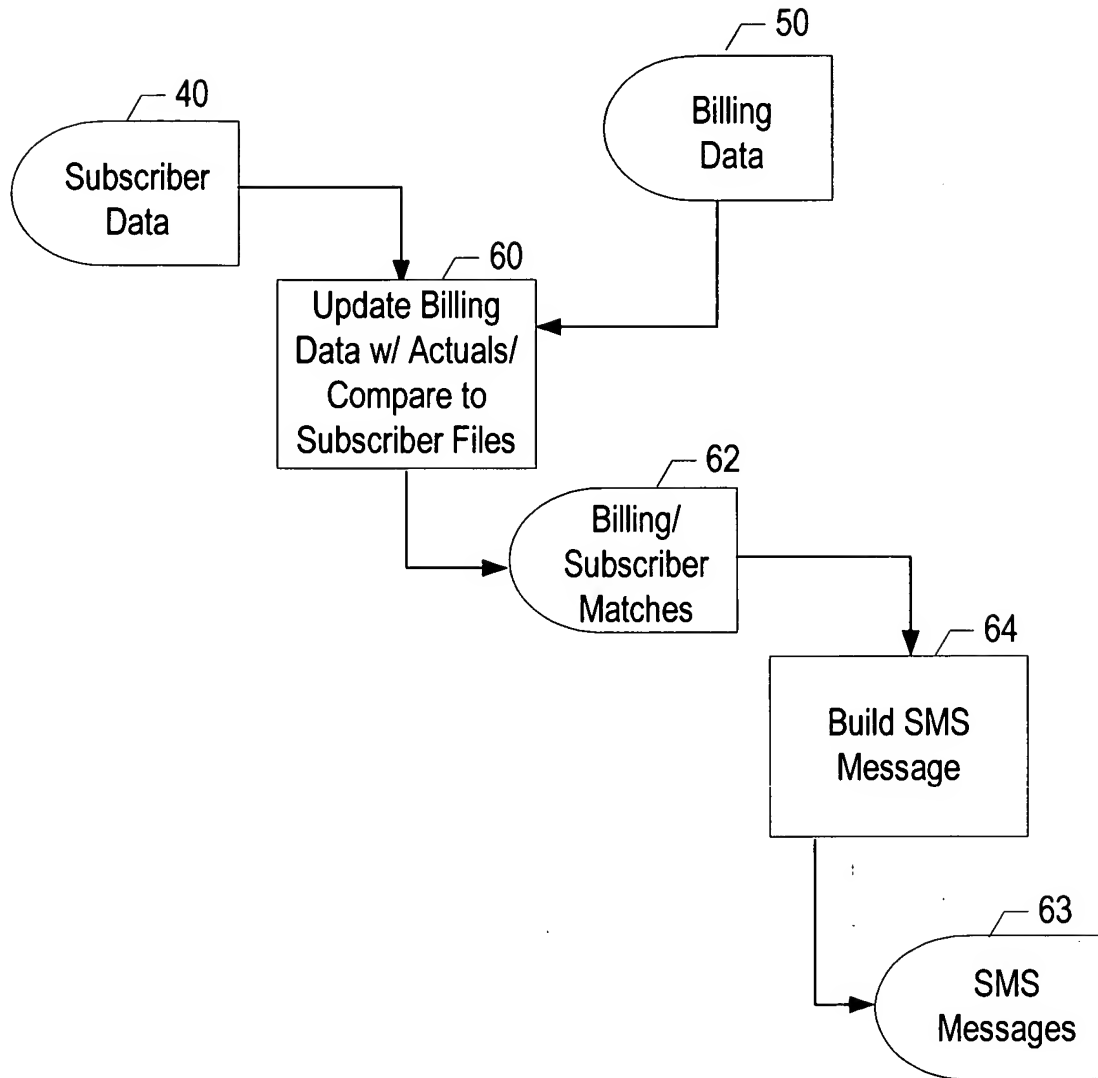 50
Billing
Data
40
Subscriber
Data
60
Update Billing
Data w/ Actuals/
Compare to
Subscriber Files
62
Billing/
Subscriber
Matches
64
Build SMS
Message
63
SMS
Messages